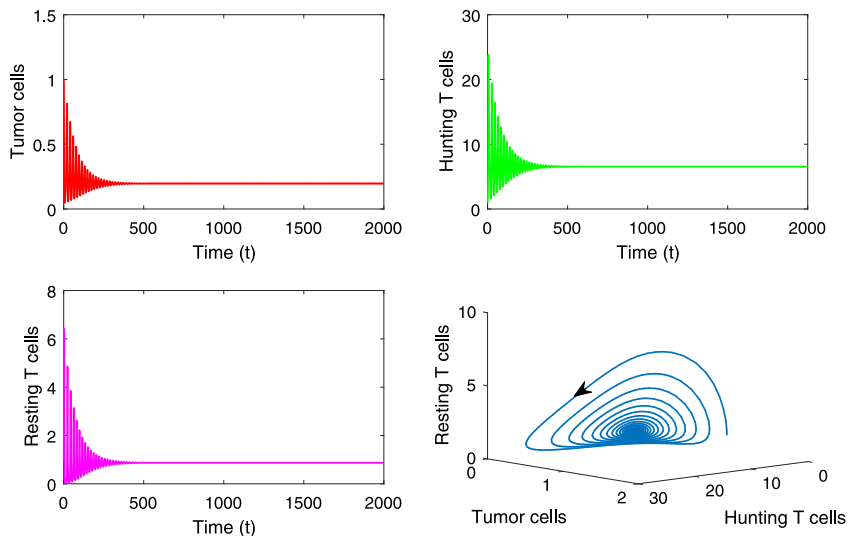 1.5
1
0.5
0
Tumor cells
0 500 1000 1500 2000
Time (t)
30
20
10
0
Hunting T cells
0 500 1000 1500 2000
Time (t)
8
6
4
2
0
Resting T cells
0 500 1000 1500 2000
Time (t)
10
5
0
Resting T cells
0 1 2
Tumor cells
30 20 10 0
Hunting T cells